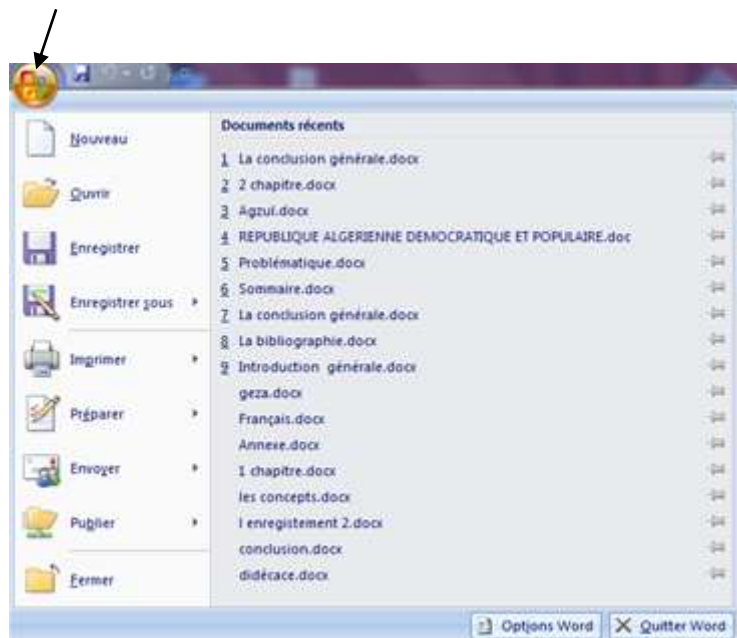 Nouveau
Ouvrir
Enregistrer
Enregistrer sous
Imprimer
Préparer
Envoyer
Publier
Fermer
Documents récents
1 La conclusion générale.docx
2 2 chapitre.docx
3 Agzul.docx
4 REPUBLIQUE ALGERIENNE DEMOCRATIQUE ET POPULAIRE.doc
5 Problématique.docx
6 Sommaire.docx
7 La conclusion générale.docx
8 La bibliographie.docx
9 Introduction générale.docx
geza.docx
Français.docx
Annexe.docx
1 chapitre.docx
les concepts.docx
l enregistement 2.docx
conclusion.docx
didécace.docx
Options Word
Quitter Word